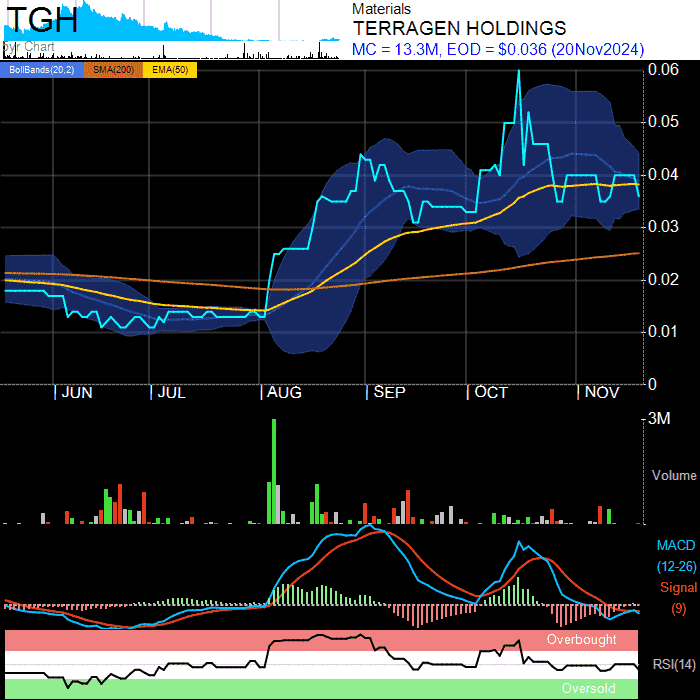 TGH
Materials
TERRAGEN HOLDINGS
MC = 13.3M, EOD = $0.036 (20Nov2024)
byr Chart
BollBands(20,2) SMA(200) EMA(50)
0.06
0.05
0.04
0.03
0.02
0.01
0
JUN JUL AUG SEP OCT NOV
3M
Volume
MACD
(12-26)
Signal
(9)
Overbought
RSI(14)
Oversold